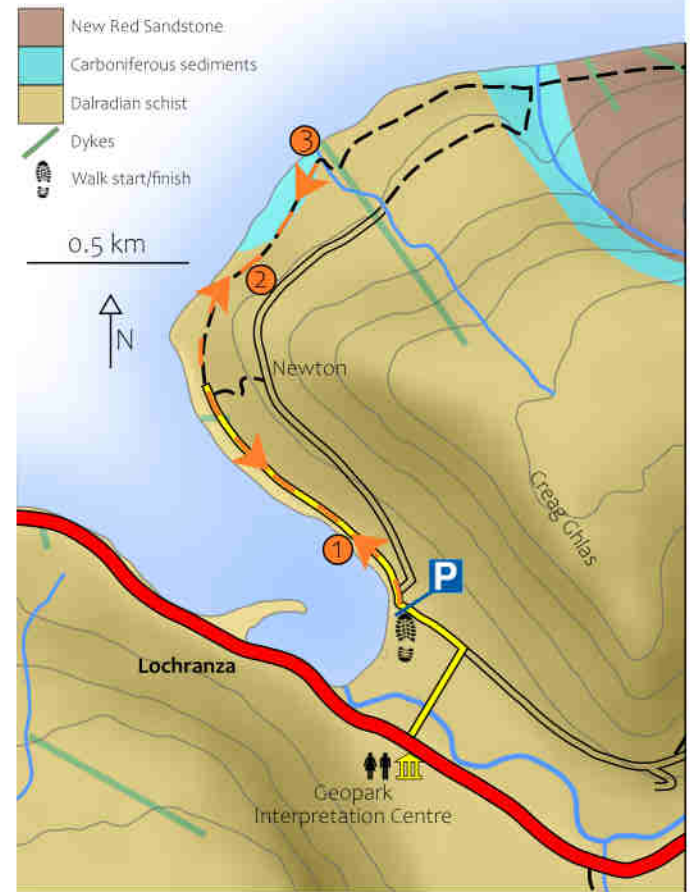 New Red Sandstone
Carboniferous sediments
Dalradian schist
Dykes
Walk start/finish
3
0.5 km
2
N
Newton
Creag Ghlas
1
P
Lochranza
Geopark
Interpretation Centre